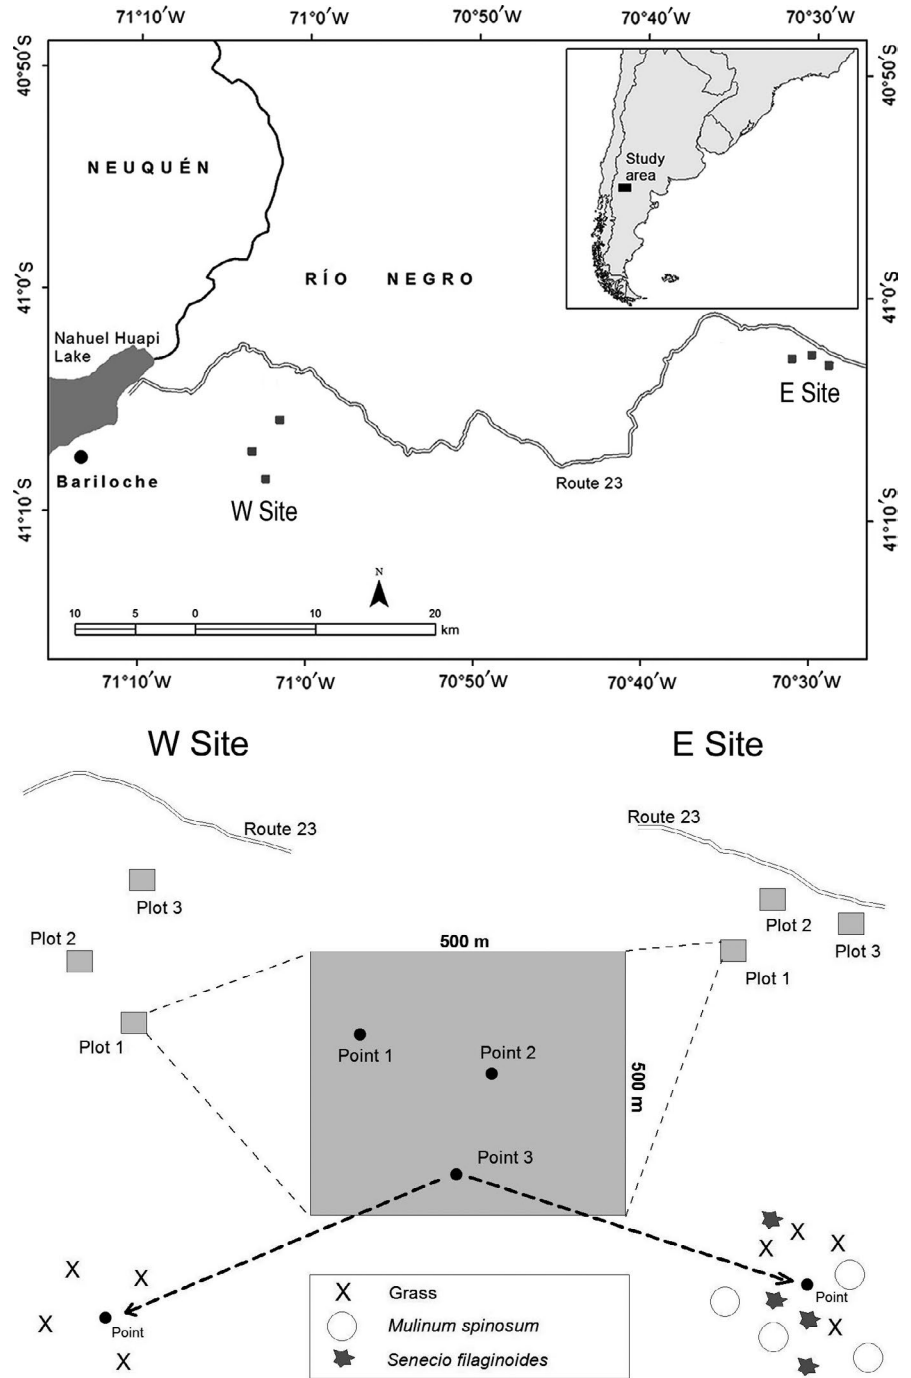 71°10′W 71°0′W 70°50′W 70°40′W 70°30′W
40°50′S
40°50′S
NEUQUÉN
Study
area
RÍO NEGRO
41°0′S
41°0′S
Nahuel Huapi
Lake
E Site
Bariloche
W Site
Route 23
41°10′S
41°10′S
N
10 5 0 10 20
km
71°10′W 71°0′W 70°50′W 70°40′W 70°30′W
W Site
E Site
Route 23
Route 23
Plot 3
Plot 2
Plot 1
Plot 2
Plot 3
Plot 1
500 m
500 m
Point 1
Point 2
Point 3
Point
Point
X Grass
Mulinum spinosum
Senecio filaginoides